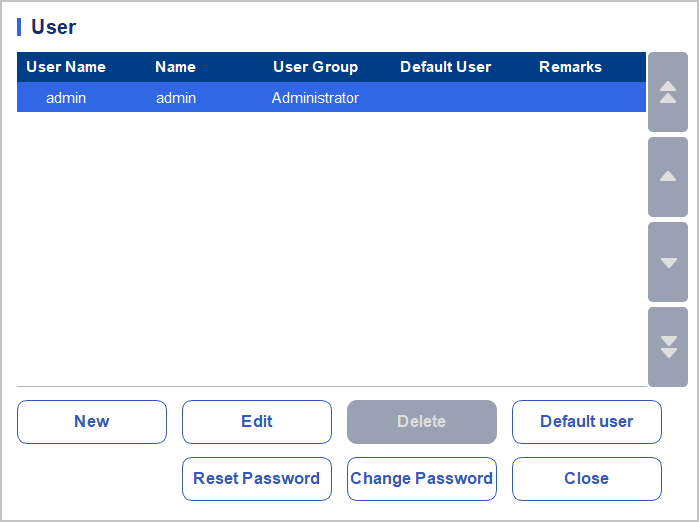 User
User Name Name User Group Default User Remarks
admin admin Administrator
New Edit Delete Default user
Reset Password Change Password Close